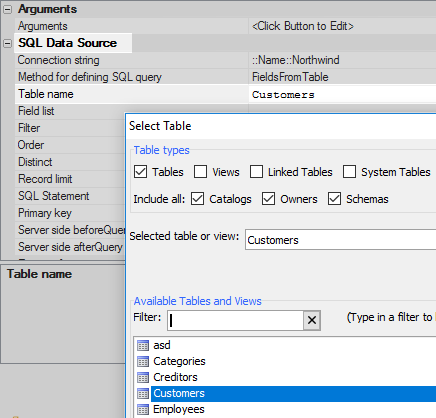 Arguments
Arguments <Click Button to Edit>
SQL Data Source
Connection string ::Name::Northwind
Method for defining SQL query FieldsFromTable
Table name Customers
Field list
Filter
Order
Distinct
Record limit
SQL Statement
Primary key
Server side beforeQue
Server side afterQuery
Table name
Select Table
Table types
Tables Views Linked Tables System Tables
Include all: Catalogs Owners Schemas
Selected table or view: Customers
Available Tables and Views
Filter: (Type in a filter to
asd
Categories
Creditors
Customers
Employees